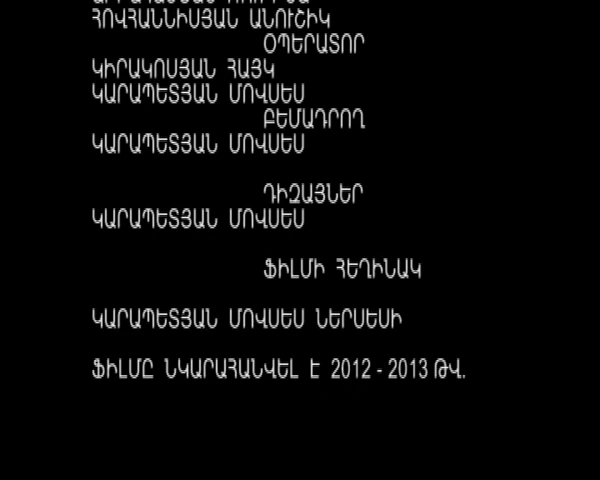 ՀՈՎՀԱՆՆԻՍՅԱՆ ԱՆՈՒՇԻԿ
ՕՊԵՐԱՏՈՐ
ԿԻՐԱԿՈՍՅԱՆ ՀԱՅԿ
ԿԱՐԱՊԵՏՅԱՆ ՄՈՎՍԵՍ
ԲԵՄԱԴՐՈՂ
ԿԱՐԱՊԵՏՅԱՆ ՄՈՎՍԵՍ
ԴԻԶԱՅՆԵՐ
ԿԱՐԱՊԵՏՅԱՆ ՄՈՎՍԵՍ
ՖԻԼՄԻ ՀԵՂԻՆԱԿ
ԿԱՐԱՊԵՏՅԱՆ ՄՈՎՍԵՍ ՆԵՐՍԵՍԻ
ՖԻԼՄԸ ՆԿԱՐԱՀԱՆՎԵԼ Է 2012 - 2013 ԹՎ.